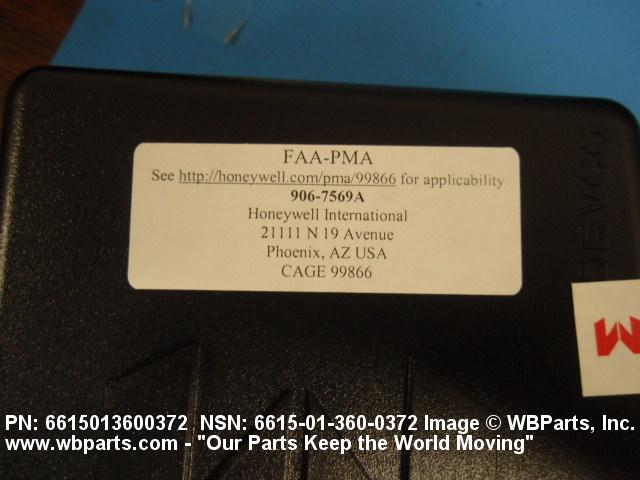 FAA-PMA
See http://honeywell.com/pma/99866 for applicability
906-7569A
Honeywell International
21111 N 19 Avenue
Phoenix, AZ USA
CAGE 99866
DEVCO
M
PN: 6615013600372 NSN: 6615-01-360-0372 Image © WBParts, Inc.
www.wbparts.com - "Our Parts Keep the World Moving"